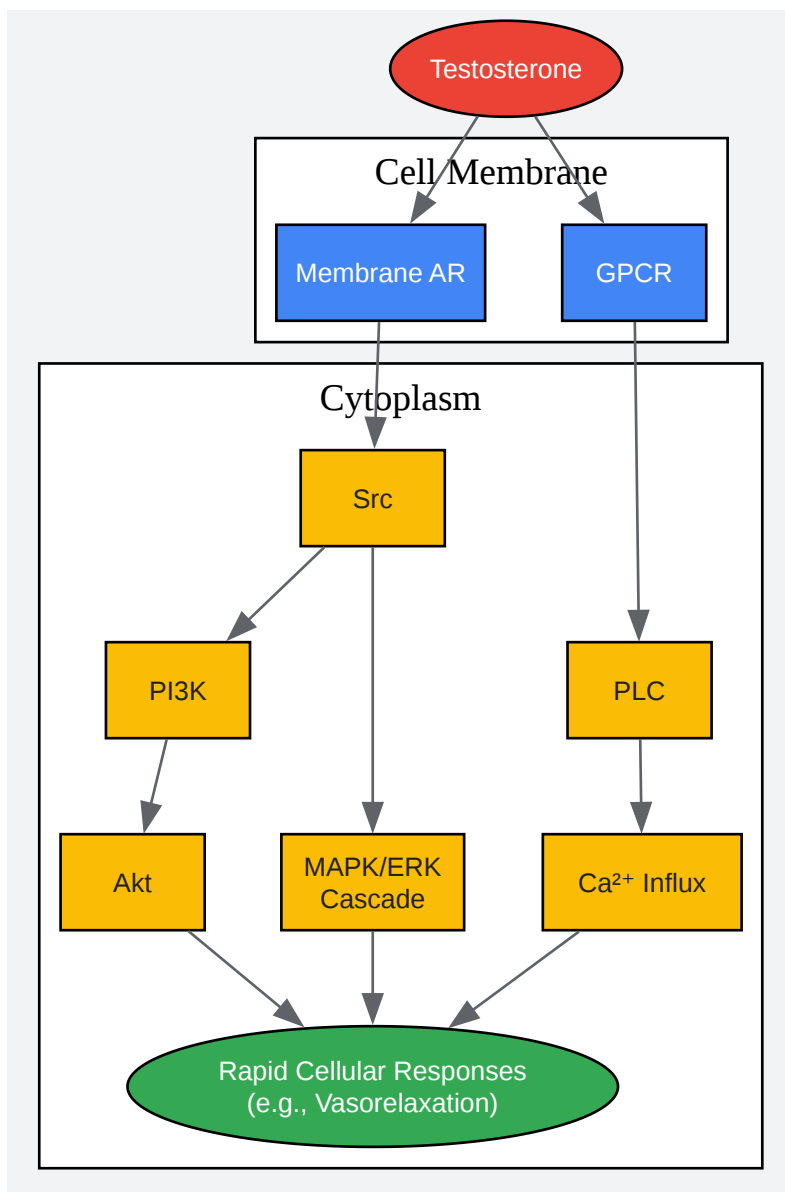 Testosterone
Cell Membrane
Membrane AR
GPCR
Cytoplasm
Src
PI3K
PLC
Akt
MAPK/ERK
Cascade
Ca²⁺ Influx
Rapid Cellular Responses
(e.g., Vasorelaxation)